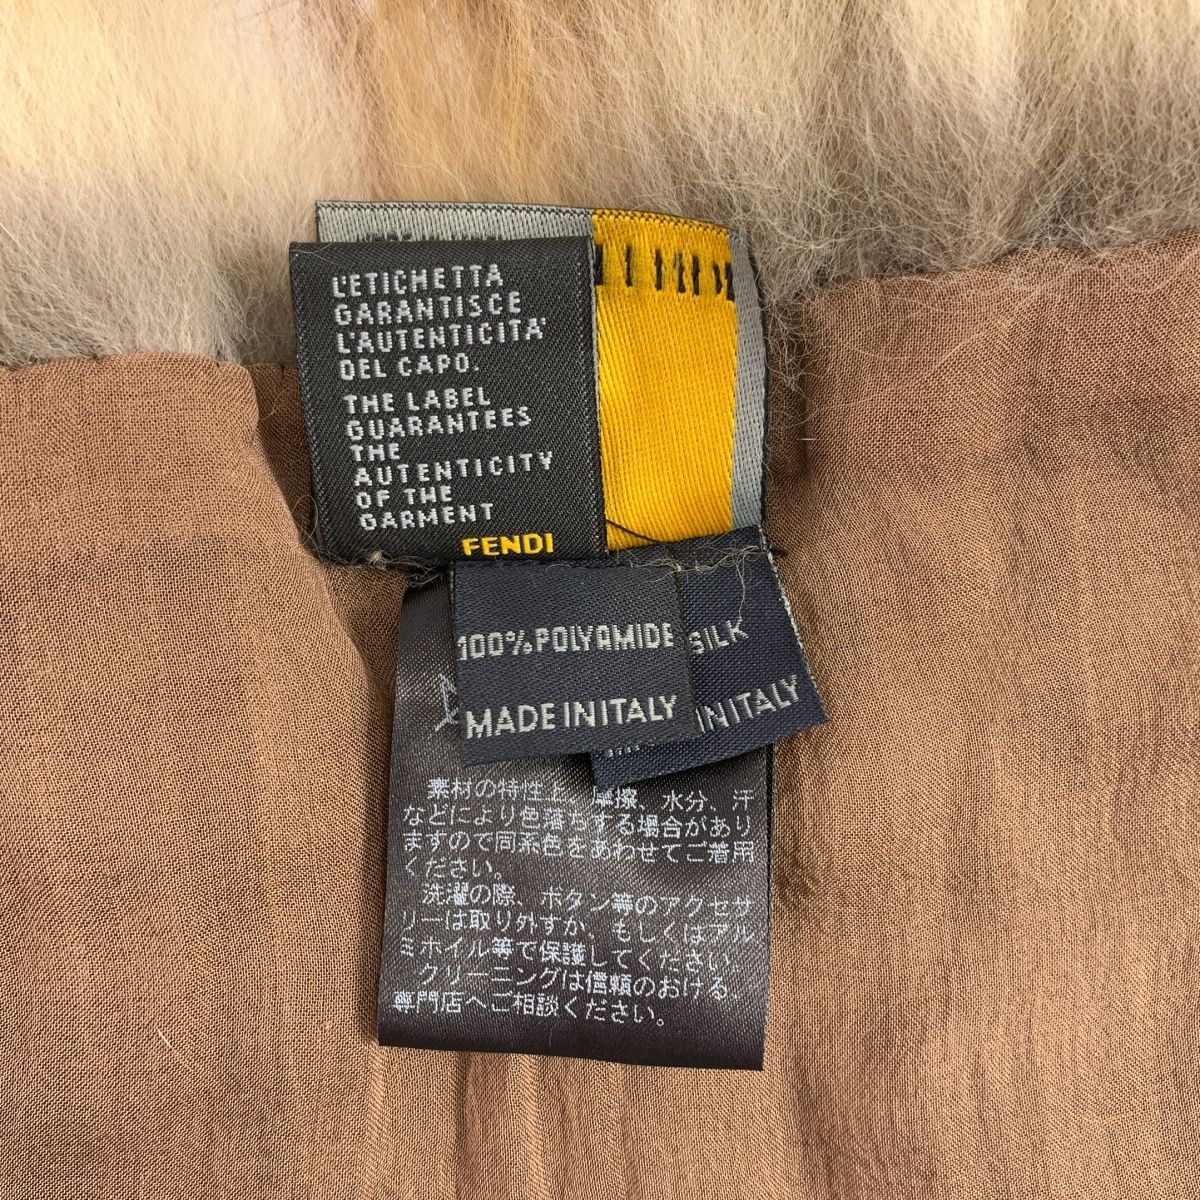 L'ETICHETTA
GARANTISCE
L'AUTENTICITA'
DEL CAPO.
THE LABEL
GUARANTEES
THE
AUTENTICITY
OF THE
GARMENT
FENDI
100% POLYAMIDE
MADE IN ITALY
SILK
IN ITALY
素材の特性上、摩擦、水分、汗
などにより色落ちする場合があり
ますので同系色をあわせてご着用
ください。
洗濯の際、ボタン等のアクセサ
リーは取り外すか、もしくはアル
ミホイル等で保護してください。
クリーニングは信頼のおける、
専門店へご相談ください。